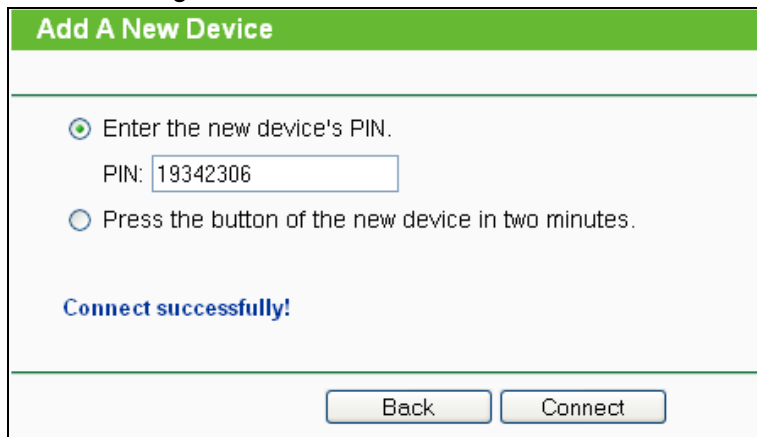 Add A New Device
Enter the new device's PIN.
PIN: 19342306
Press the button of the new device in two minutes.
Connect successfully!
Back Connect